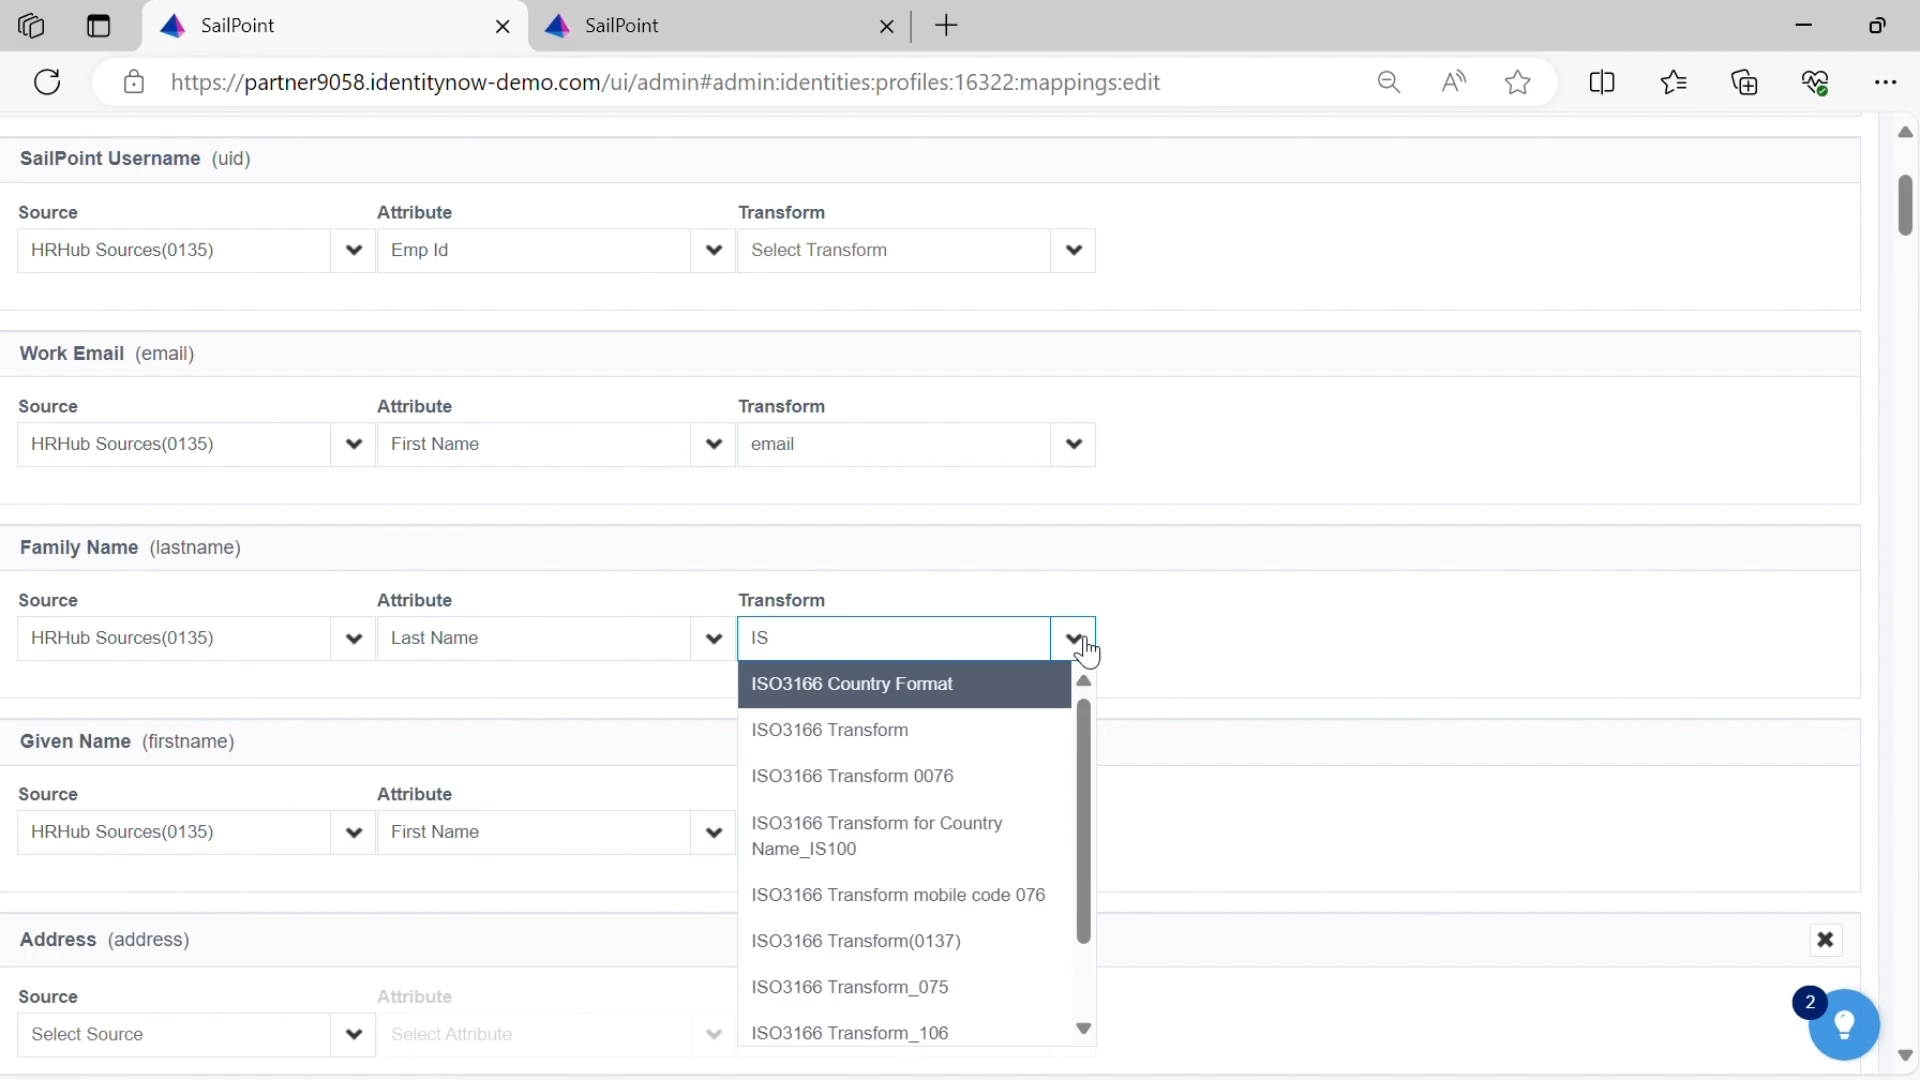 SailPoint
SailPoint
https://partner9058.identitynow-demo.com/ui/admin#admin:identities:profiles:16322:mappings:edit
SailPoint Username (uid)
Source Attribute Transform
HRHub Sources(0135) Emp Id Select Transform
Work Email (email)
Source Attribute Transform
HRHub Sources(0135) First Name email
Family Name (lastname)
Source Attribute Transform
HRHub Sources(0135) Last Name IS
ISO3166 Country Format
ISO3166 Transform
ISO3166 Transform 0076
ISO3166 Transform for Country
Name_IS100
ISO3166 Transform mobile code 076
ISO3166 Transform(0137)
ISO3166 Transform_075
ISO3166 Transform_106
Given Name (firstname)
Source Attribute
HRHub Sources(0135) First Name
Address (address)
Source Attribute
Select Source Select Attribute
2